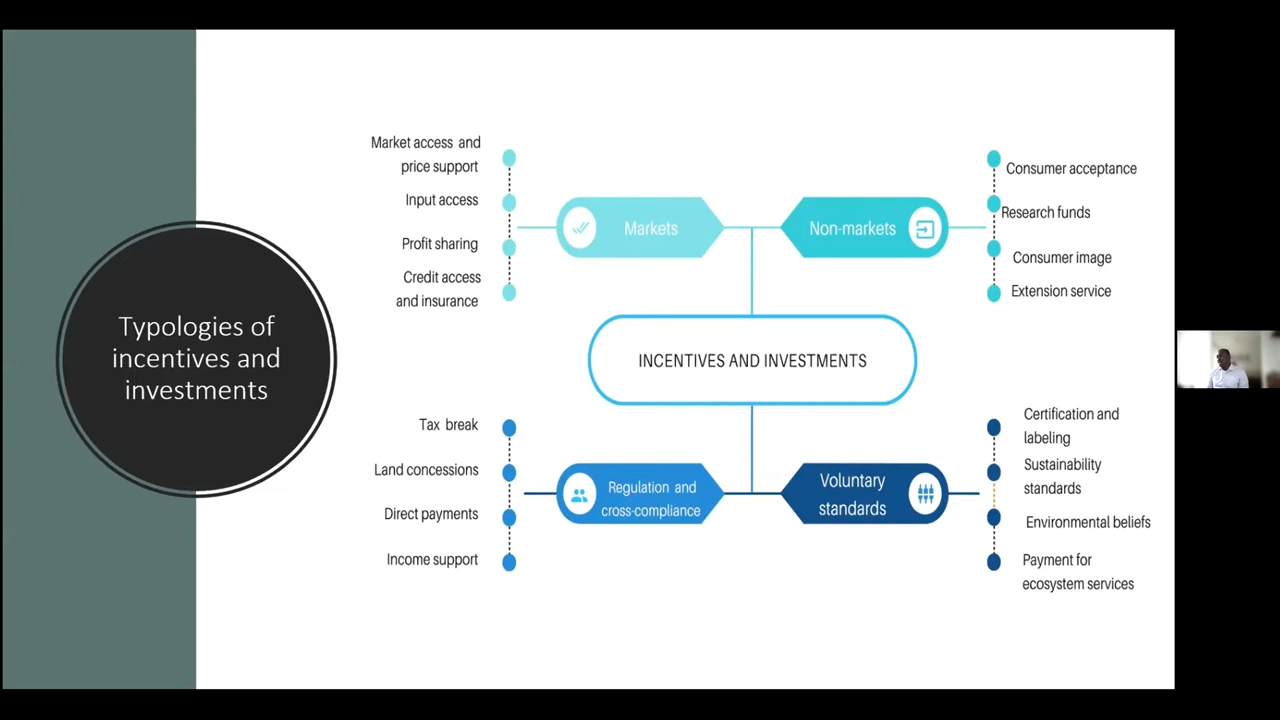 Typologies of
incentives and
investments
Market access and
price support
Input access
Profit sharing
Credit access
and insurance
Markets
Non-markets
Consumer acceptance
Research funds
Consumer image
Extension service
INCENTIVES AND INVESTMENTS
Tax break
Land concessions
Direct payments
Income support
Regulation and
cross-compliance
Voluntary
standards
Certification and
labeling
Sustainability
standards
Environmental beliefs
Payment for
ecosystem services